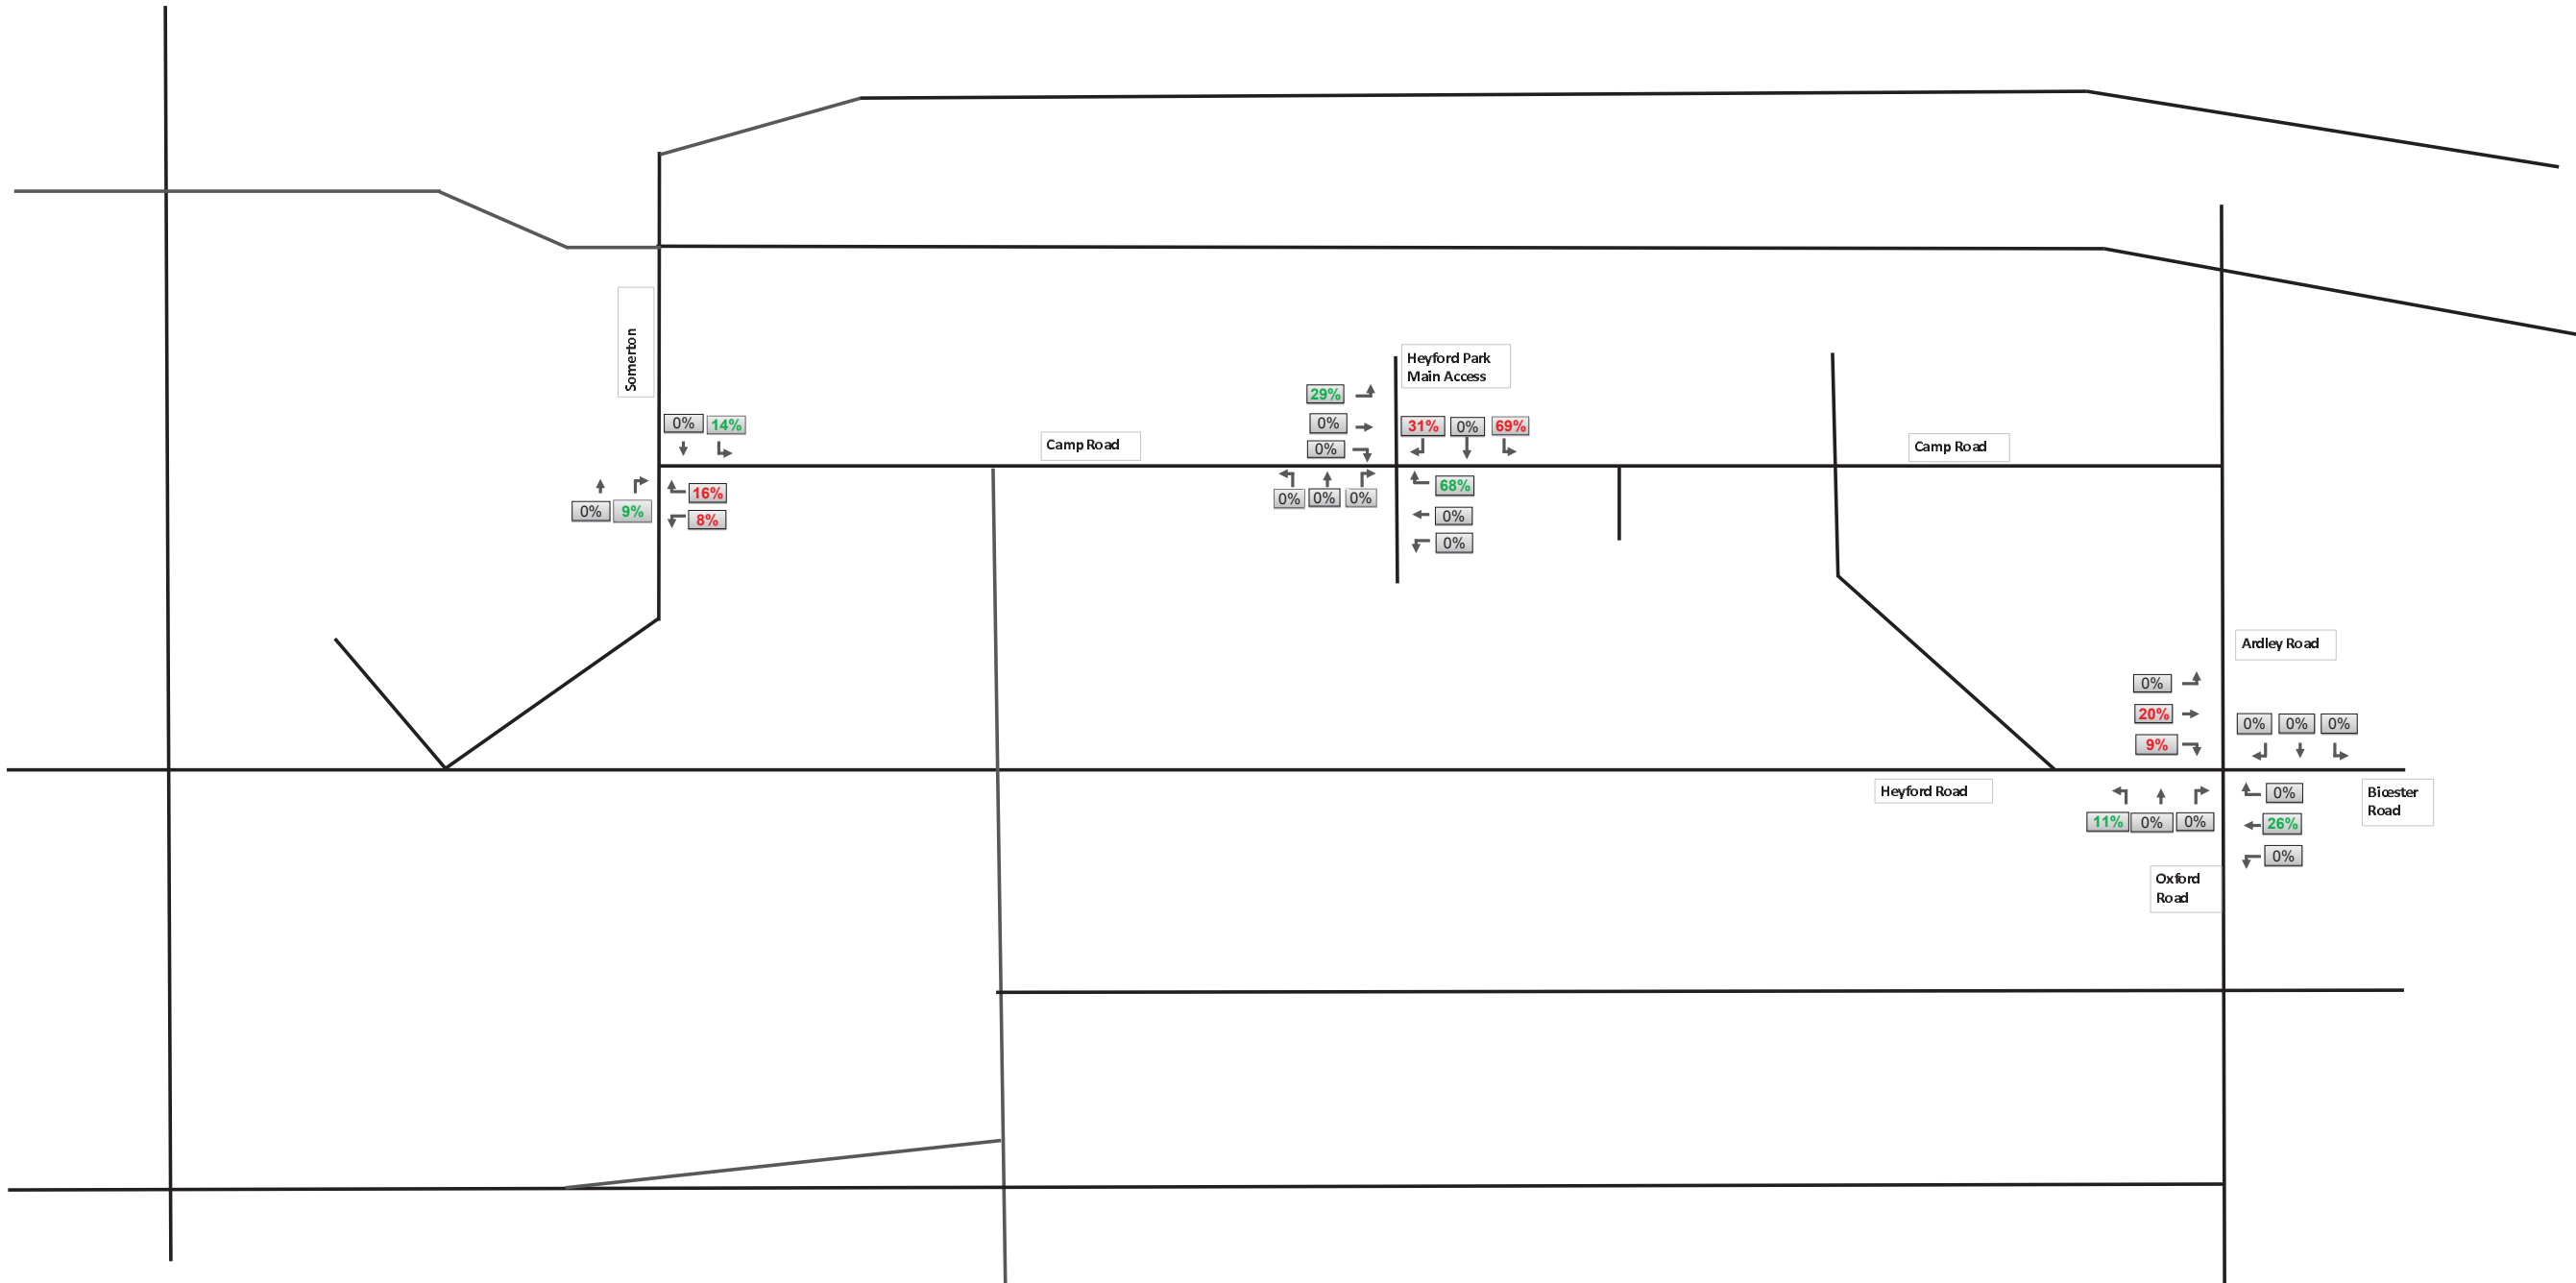 Somerton
0% 14%
0% 9%
16%
8%
Camp Road
29%
0%
0%
Heyford Park
Main Access
31% 0% 69%
0% 0% 0%
68%
0%
0%
Camp Road
Ardley Road
0%
20%
9%
0% 0% 0%
Heyford Road
11% 0% 0%
0%
26%
0%
Bicester
Road
Oxford
Road